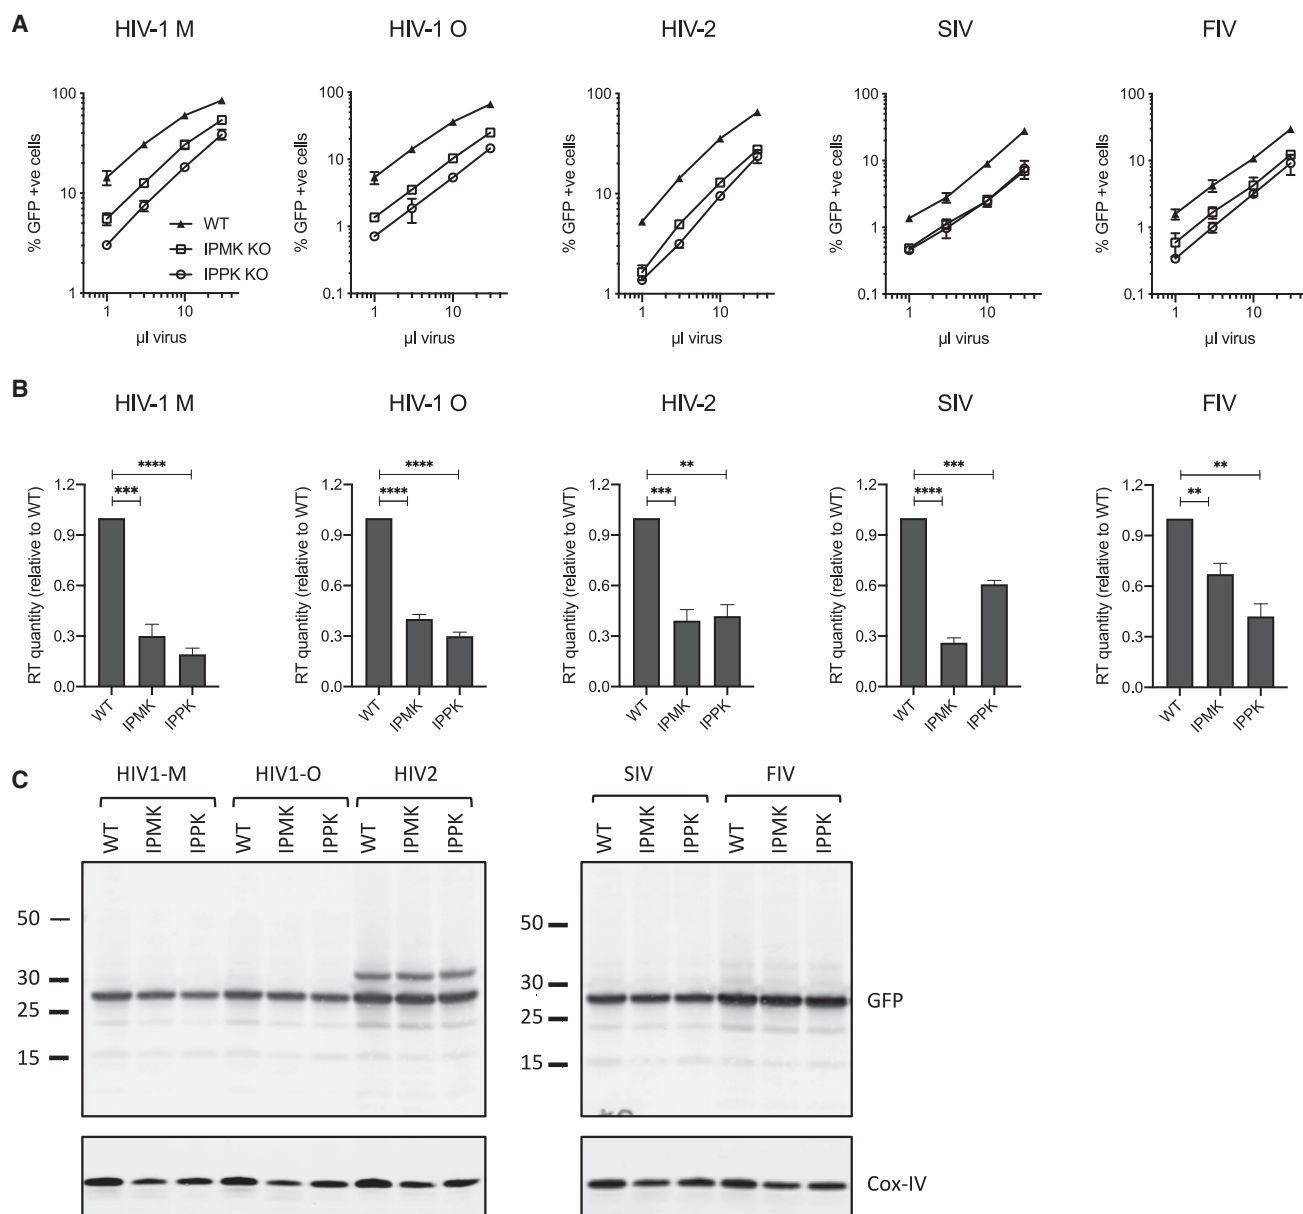 A
HIV-1 M
HIV-1 O
HIV-2
SIV
FIV
% GFP +ve cells
100
10
1
1
10
µl virus
WT
IPMK KO
IPPK KO
% GFP +ve cells
100
10
1
0.1
1
10
µl virus
% GFP +ve cells
100
10
1
1
10
µl virus
% GFP +ve cells
100
10
1
0.1
1
10
µl virus
% GFP +ve cells
100
10
1
0.1
1
10
µl virus
B
HIV-1 M
HIV-1 O
HIV-2
SIV
FIV
RT quantity (relative to WT)
1.2
0.9
0.6
0.3
0.0
****
***
WT
IPMK
IPPK
RT quantity (relative to WT)
1.2
0.9
0.6
0.3
0.0
****
****
WT
IPMK
IPPK
RT quantity (relative to WT)
1.2
0.9
0.6
0.3
0.0
**
***
WT
IPMK
IPPK
RT quantity (relative to WT)
1.2
0.9
0.6
0.3
0.0
***
****
WT
IPMK
IPPK
RT quantity (relative to WT)
1.2
0.9
0.6
0.3
0.0
**
**
WT
IPMK
IPPK
C
HIV1-M
HIV1-O
HIV2
WT
IPMK
IPPK
WT
IPMK
IPPK
WT
IPMK
IPPK
50
30
25
15
SIV
FIV
WT
IPMK
IPPK
WT
IPMK
IPPK
50
30
25
15
GFP
Cox-IV